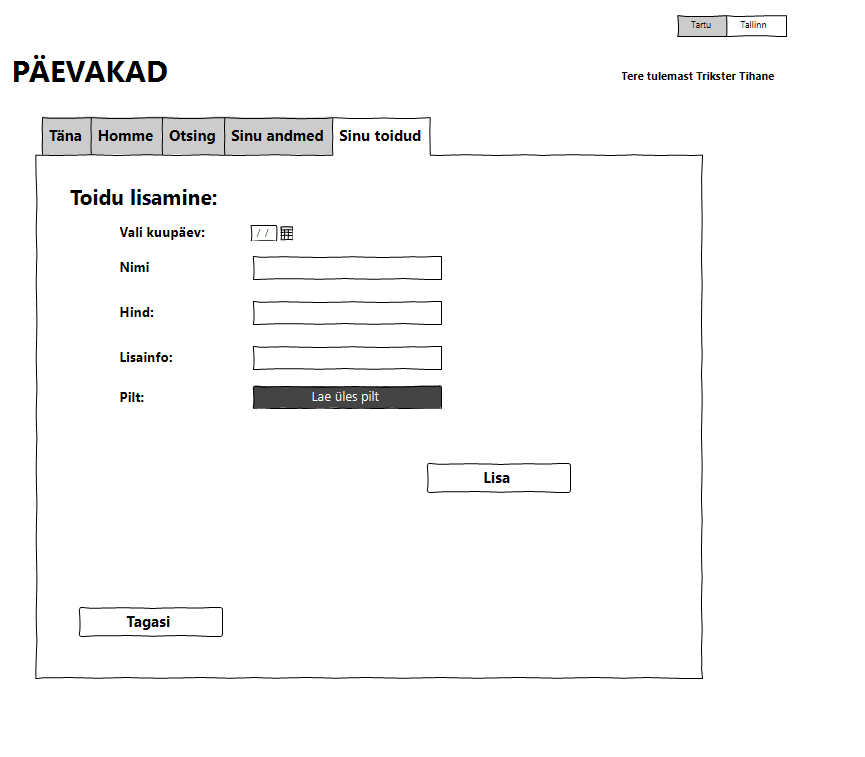 Tartu Tallinn
PÄEVAKAD
Tere tulemast Trikster Tihane
Täna Homme Otsing Sinu andmed Sinu toidud
Toidu lisamine:
Vali kuupäev: / /
Nimi
Hind:
Lisainfo:
Pilt: Lae üles pilt
Lisa
Tagasi